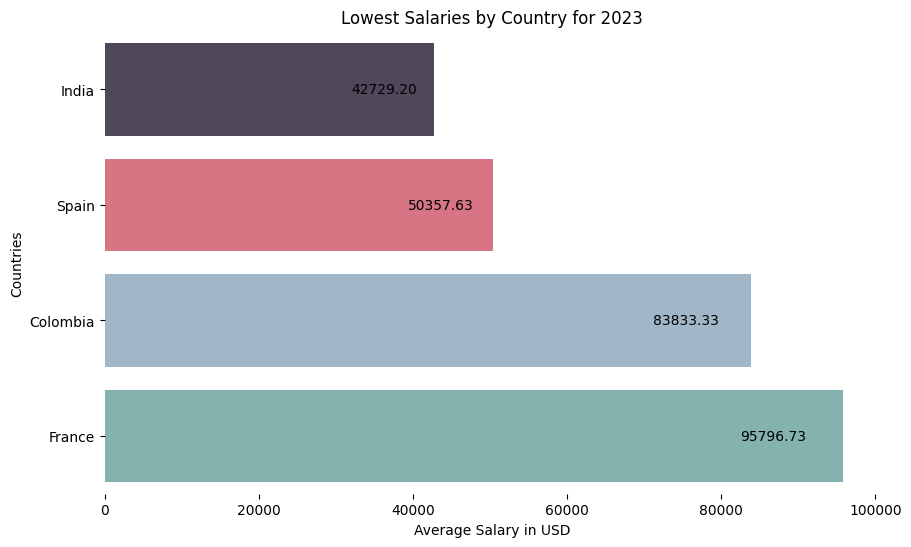 Lowest Salaries by Country for 2023
Countries
India
42729.20
Spain
50357.63
Colombia
83833.33
France
95796.73
0 20000 40000 60000 80000 100000
Average Salary in USD